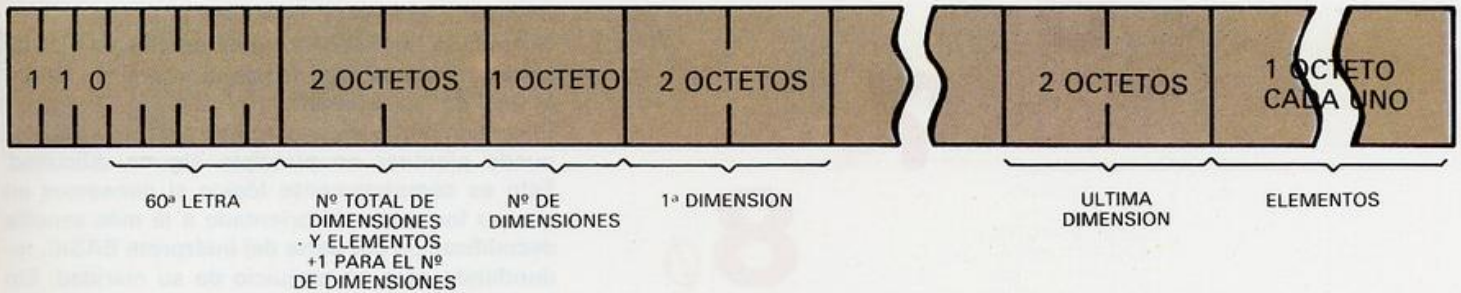 1 1 0
2 OCTETOS
1 OCTETO
2 OCTETOS
2 OCTETOS
1 OCTETO
CADA UNO
60ª LETRA
Nº TOTAL DE
DIMENSIONES
. Y ELEMENTOS
+1 PARA EL Nº
DE DIMENSIONES
Nº DE
DIMENSIONES
1ª DIMENSION
ULTIMA
DIMENSION
ELEMENTOS